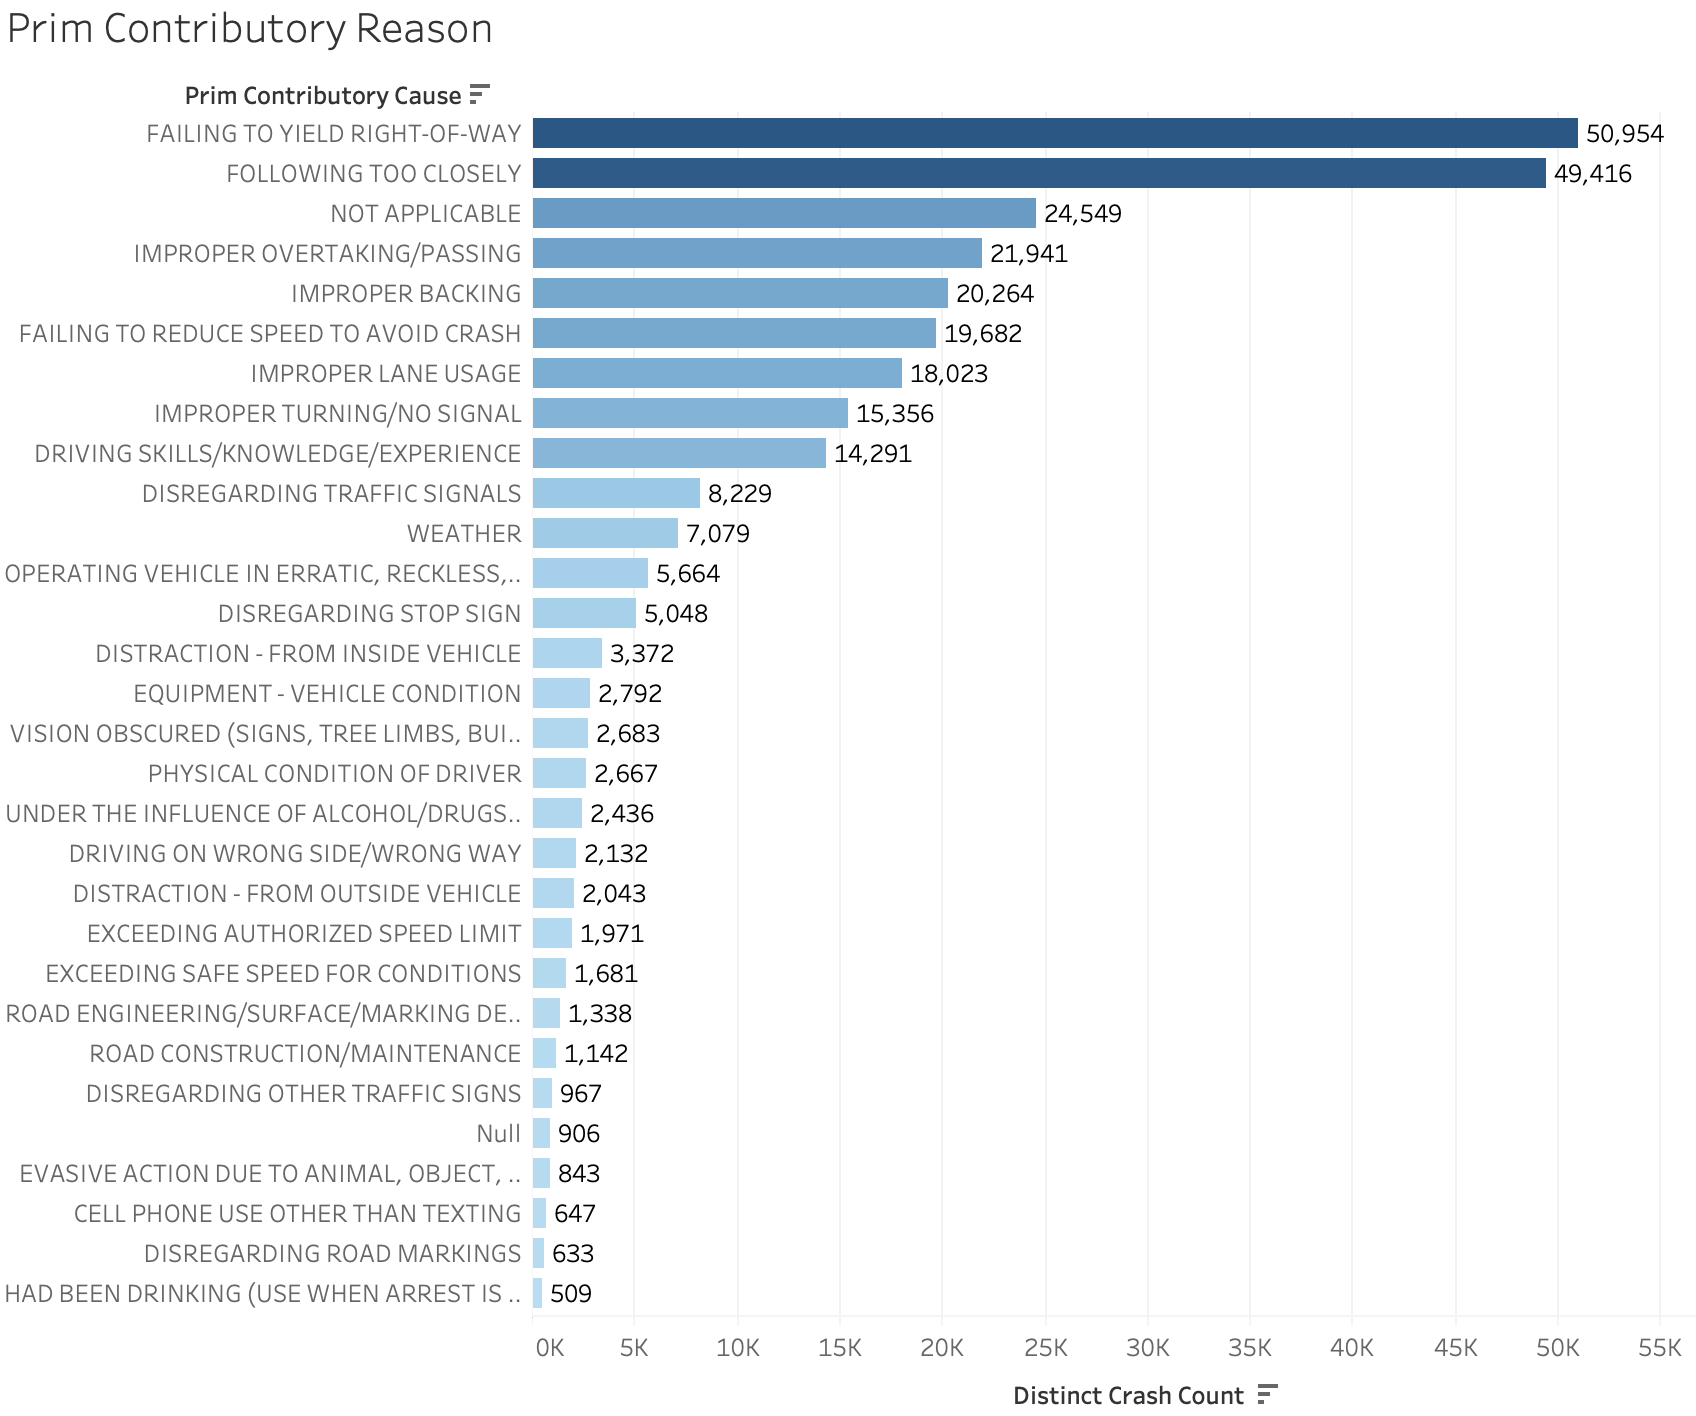 Prim Contributory Reason
Prim Contributory Cause
FAILING TO YIELD RIGHT-OF-WAY 50,954
FOLLOWING TOO CLOSELY 49,416
NOT APPLICABLE 24,549
IMPROPER OVERTAKING/PASSING 21,941
IMPROPER BACKING 20,264
FAILING TO REDUCE SPEED TO AVOID CRASH 19,682
IMPROPER LANE USAGE 18,023
IMPROPER TURNING/NO SIGNAL 15,356
DRIVING SKILLS/KNOWLEDGE/EXPERIENCE 14,291
DISREGARDING TRAFFIC SIGNALS 8,229
WEATHER 7,079
OPERATING VEHICLE IN ERRATIC, RECKLESS,.. 5,664
DISREGARDING STOP SIGN 5,048
DISTRACTION - FROM INSIDE VEHICLE 3,372
EQUIPMENT - VEHICLE CONDITION 2,792
VISION OBSCURED (SIGNS, TREE LIMBS, BUI.. 2,683
PHYSICAL CONDITION OF DRIVER 2,667
UNDER THE INFLUENCE OF ALCOHOL/DRUGS.. 2,436
DRIVING ON WRONG SIDE/WRONG WAY 2,132
DISTRACTION - FROM OUTSIDE VEHICLE 2,043
EXCEEDING AUTHORIZED SPEED LIMIT 1,971
EXCEEDING SAFE SPEED FOR CONDITIONS 1,681
ROAD ENGINEERING/SURFACE/MARKING DE.. 1,338
ROAD CONSTRUCTION/MAINTENANCE 1,142
DISREGARDING OTHER TRAFFIC SIGNS 967
Null 906
EVASIVE ACTION DUE TO ANIMAL, OBJECT, .. 843
CELL PHONE USE OTHER THAN TEXTING 647
DISREGARDING ROAD MARKINGS 633
HAD BEEN DRINKING (USE WHEN ARREST IS .. 509
0K 5K 10K 15K 20K 25K 30K 35K 40K 45K 50K 55K
Distinct Crash Count